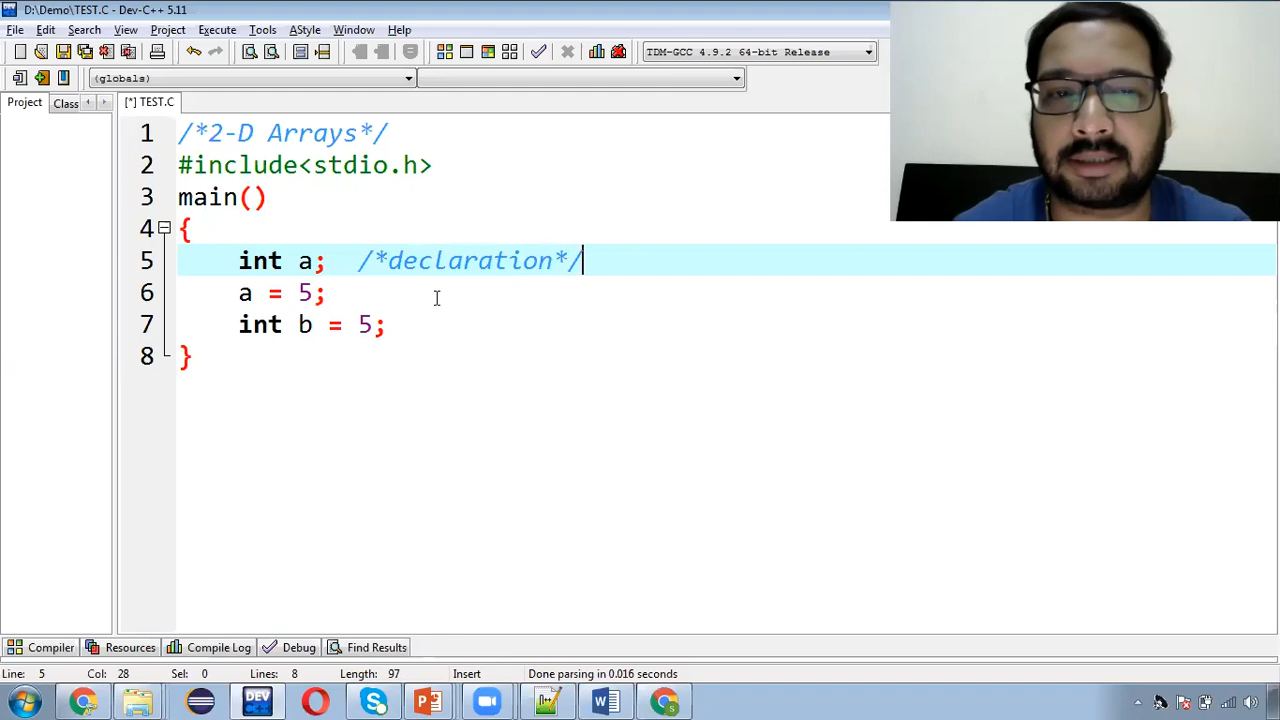 D:\Demo\TEST.C - Dev-C++ 5.11
File Edit Search View Project Execute Tools AStyle Window Help
TDM-GCC 4.9.2 64-bit Release
(globals)
Project Class [*] TEST.C
1 /*2-D Arrays*/
2 #include<stdio.h>
3 main()
4 {
5 int a; /*declaration*/
6 a = 5;
7 int b = 5;
8 }
Compiler Resources Compile Log Debug Find Results
Line: 5 Col: 28 Sel: 0 Lines: 8 Length: 97 Insert Done parsing in 0.016 seconds
DEV